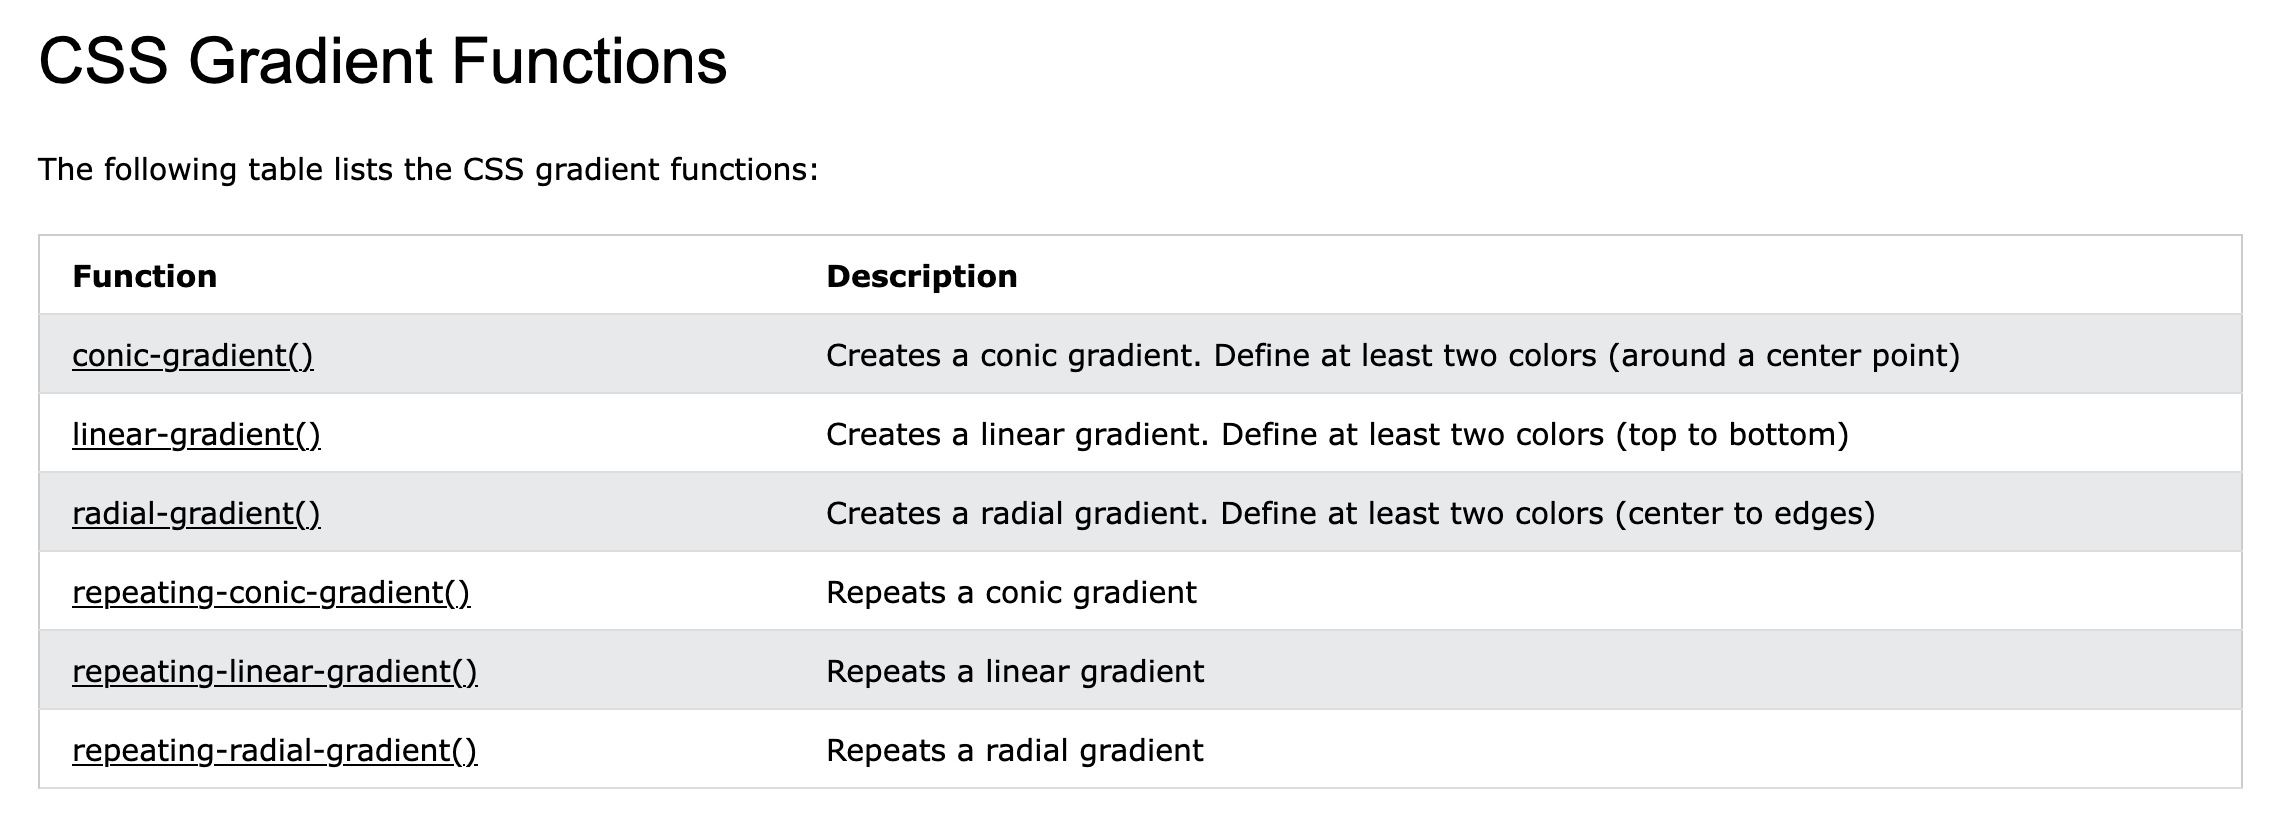 CSS Gradient Functions
The following table lists the CSS gradient functions:
Function Description
conic-gradient() Creates a conic gradient. Define at least two colors (around a center point)
linear-gradient() Creates a linear gradient. Define at least two colors (top to bottom)
radial-gradient() Creates a radial gradient. Define at least two colors (center to edges)
repeating-conic-gradient() Repeats a conic gradient
repeating-linear-gradient() Repeats a linear gradient
repeating-radial-gradient() Repeats a radial gradient